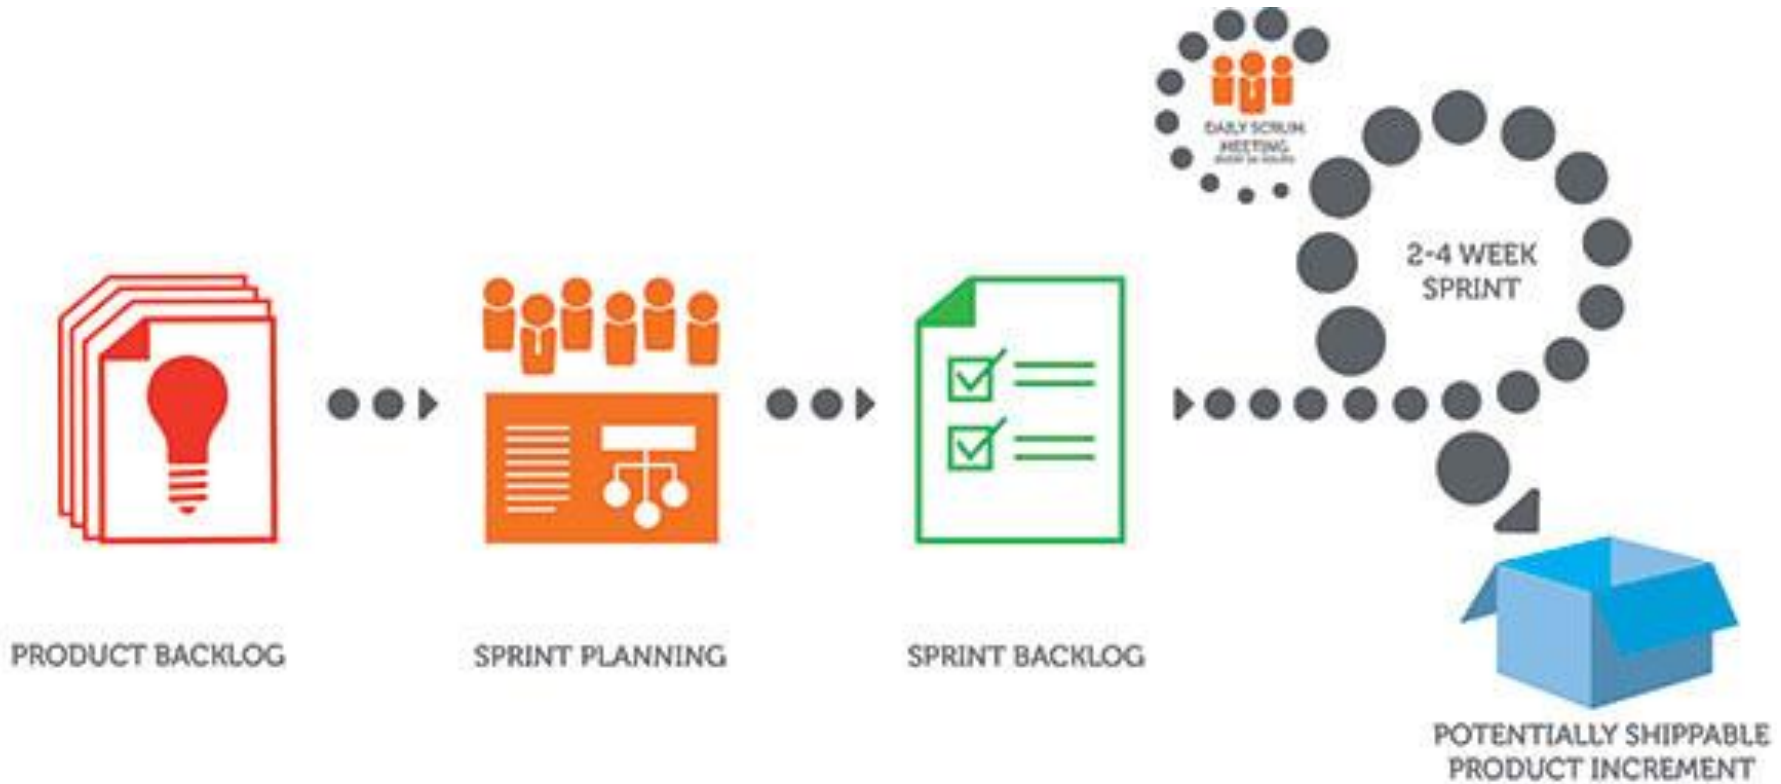 DAILY SCRUM
MEETING
2-4 WEEK
SPRINT
PRODUCT BACKLOG
SPRINT PLANNING
SPRINT BACKLOG
POTENTIALLY SHIPPABLE
PRODUCT INCREMENT